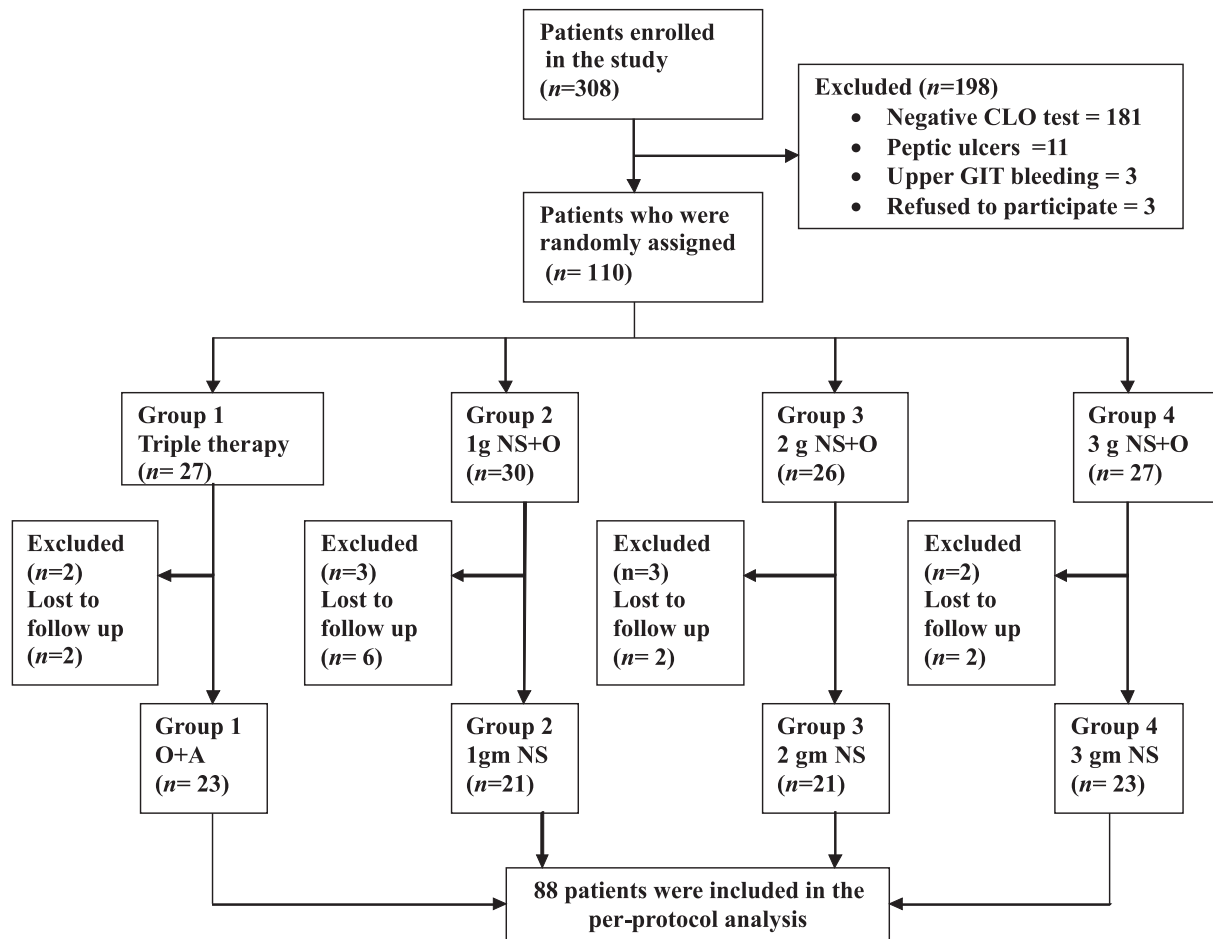 Patients enrolled
in the study
(n=308)
Excluded (n=198)
• Negative CLO test = 181
• Peptic ulcers =11
• Upper GIT bleeding = 3
• Refused to participate = 3
Patients who were
randomly assigned
(n= 110)
Group 1
Triple therapy
(n= 27)
Group 2
1g NS+O
(n=30)
Group 3
2 g NS+O
(n=26)
Group 4
3 g NS+O
(n= 27)
Excluded
(n=2)
Lost to
follow up
(n=2)
Excluded
(n=3)
Lost to
follow up
(n= 6)
Excluded
(n=3)
Lost to
follow up
(n= 2)
Excluded
(n=2)
Lost to
follow up
(n= 2)
Group 1
O+A
(n= 23)
Group 2
1gm NS
(n=21)
Group 3
2 gm NS
(n=21)
Group 4
3 gm NS
(n= 23)
88 patients were included in the
per-protocol analysis